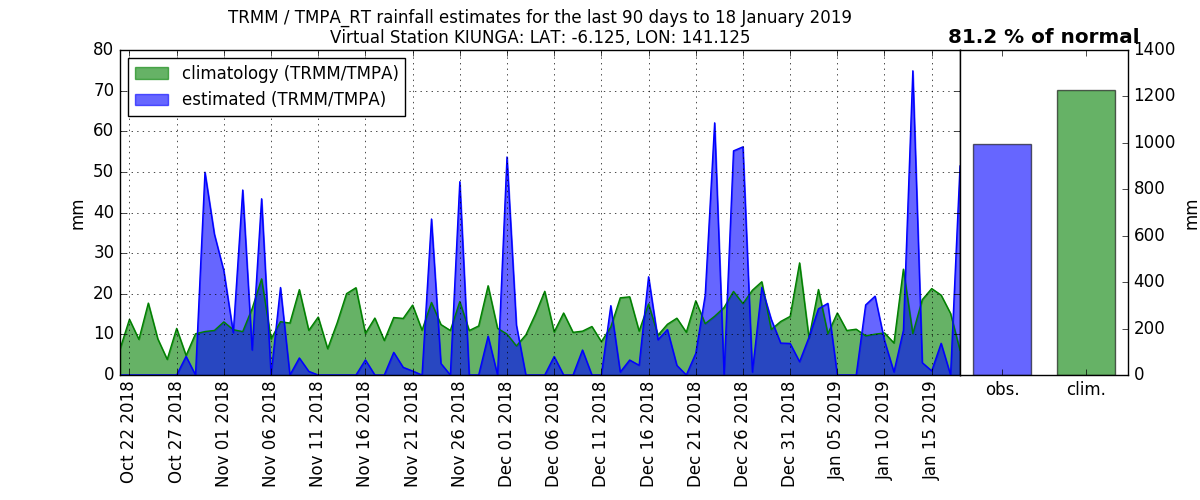 TRMM / TMPA_RT rainfall estimates for the last 90 days to 18 January 2019
Virtual Station KIUNGA: LAT: -6.125, LON: 141.125
81.2 % of normal
climatology (TRMM/TMPA)
estimated (TRMM/TMPA)
80
70
60
50
40
30
20
10
0
mm
1400
1200
1000
800
600
400
200
0
mm
Oct 22 2018
Oct 27 2018
Nov 01 2018
Nov 06 2018
Nov 11 2018
Nov 16 2018
Nov 21 2018
Nov 26 2018
Dec 01 2018
Dec 06 2018
Dec 11 2018
Dec 16 2018
Dec 21 2018
Dec 26 2018
Dec 31 2018
Jan 05 2019
Jan 10 2019
Jan 15 2019
obs.
clim.